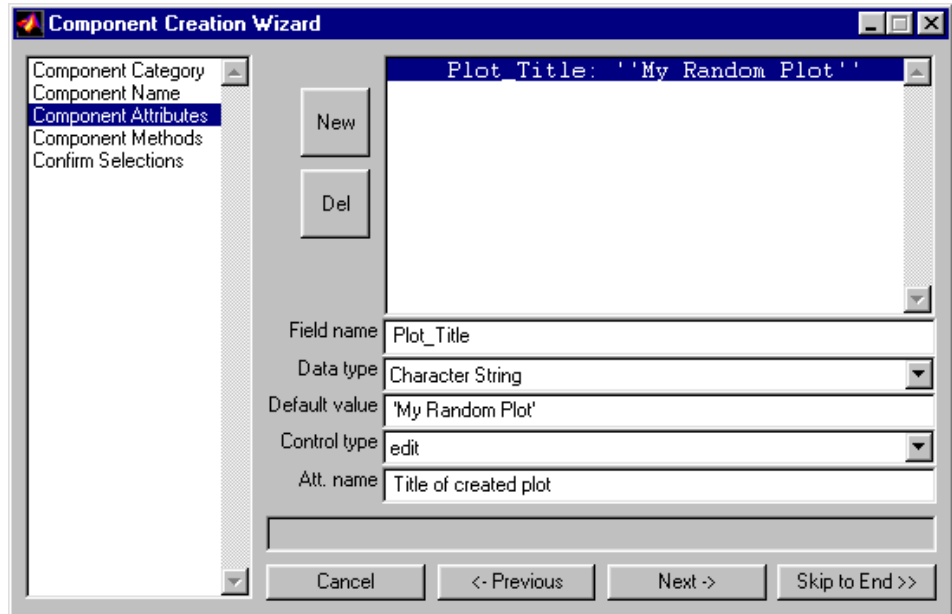 Component Creation Wizard
Component Category
Component Name
Component Attributes
Component Methods
Confirm Selections
New
Del
Plot_Title: ''My Random Plot''
Field name Plot_Title
Data type Character String
Default value 'My Random Plot'
Control type edit
Att. name Title of created plot
Cancel <- Previous Next -> Skip to End >>